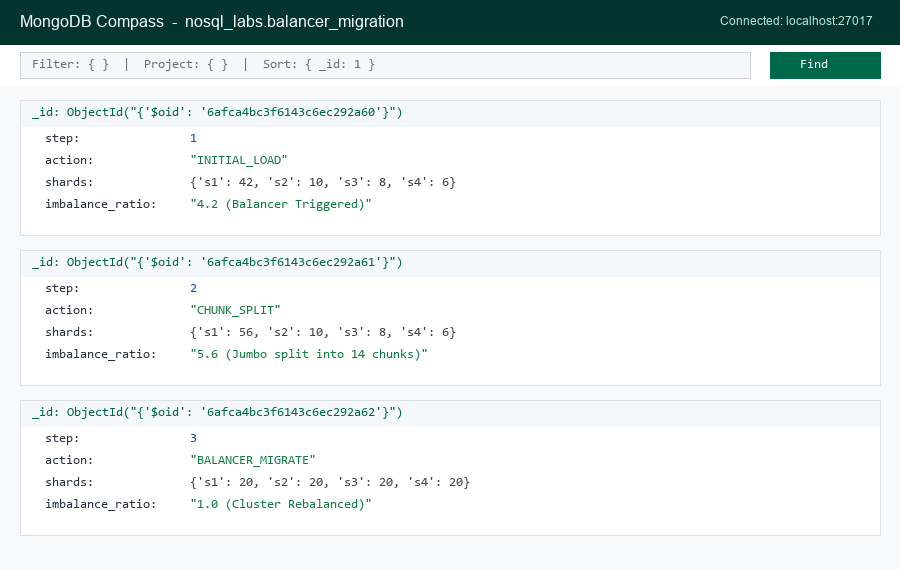 MongoDB Compass - nosql_labs.balancer_migration
Connected: localhost:27017
Filter: { } | Project: { } | Sort: { _id: 1 }
Find
_id: ObjectId("{'$oid': '6afca4bc3f6143c6ec292a60'}")
step: 1
action: "INITIAL_LOAD"
shards: {'s1': 42, 's2': 10, 's3': 8, 's4': 6}
imbalance_ratio: "4.2 (Balancer Triggered)"
_id: ObjectId("{'$oid': '6afca4bc3f6143c6ec292a61'}")
step: 2
action: "CHUNK_SPLIT"
shards: {'s1': 56, 's2': 10, 's3': 8, 's4': 6}
imbalance_ratio: "5.6 (Jumbo split into 14 chunks)"
_id: ObjectId("{'$oid': '6afca4bc3f6143c6ec292a62'}")
step: 3
action: "BALANCER_MIGRATE"
shards: {'s1': 20, 's2': 20, 's3': 20, 's4': 20}
imbalance_ratio: "1.0 (Cluster Rebalanced)"